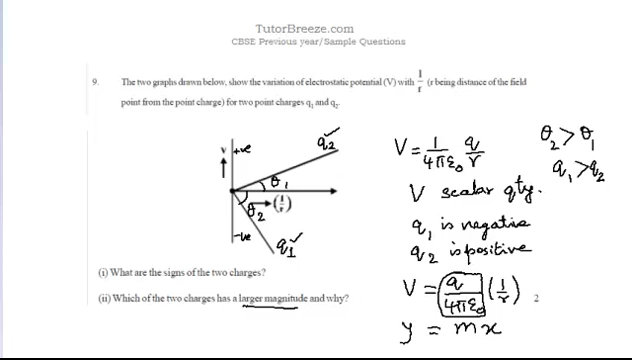 TutorBreeze.com
CBSE Previous year/Sample Questions
9. The two graphs drawn below, show the variation of electrostatic potential (V) with 1/r (r being distance of the field
point from the point charge) for two point charges q1 and q2.
V +ve
q2
θ1
θ2
(1/r)
-ve
q1
V = 1/4πε0 q/r
θ2 > θ1
q1 > q2
V scalar qty.
q1 is negative
q2 is positive
V = q/4πε0 (1/r)
y = mx
(i) What are the signs of the two charges?
(ii) Which of the two charges has a larger magnitude and why? 2